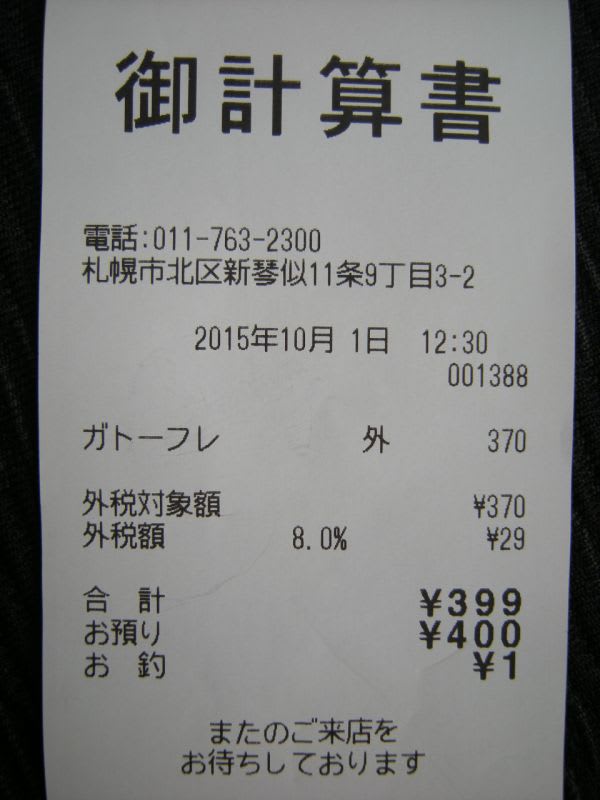 御計算書
電話:011-763-2300
札幌市北区新琴似11条9丁目3-2
2015年10月 1日 12:30
001388
ガトーフレ 外 370
外税対象額 ¥370
外税額 8.0% ¥29
合 計 ¥399
お預り ¥400
お 釣 ¥1
またのご来店を
お待ちしております